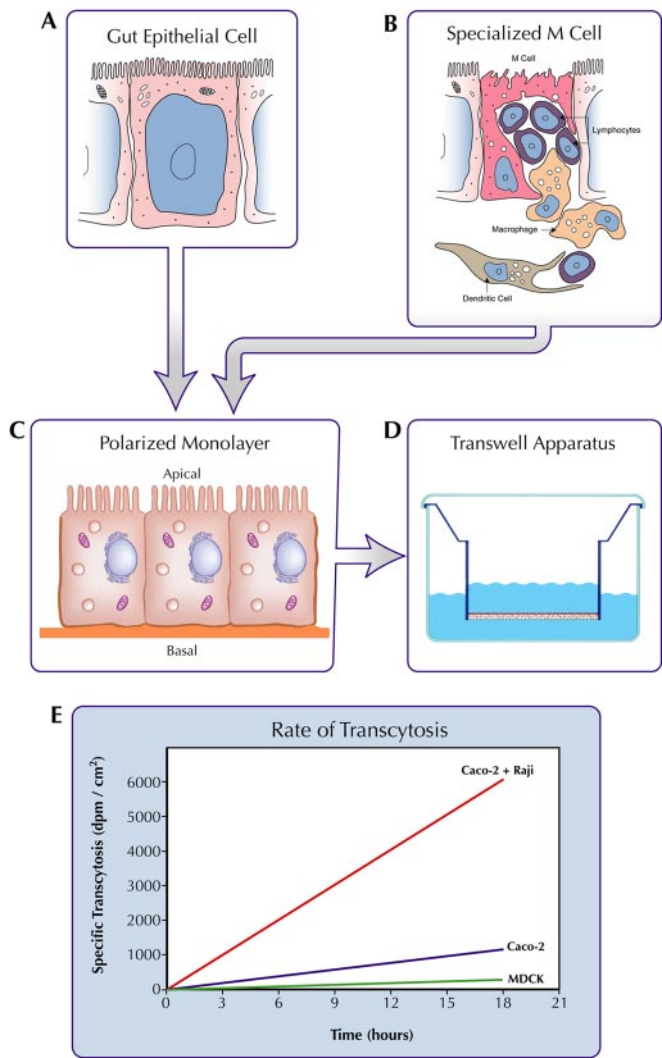 A
Gut Epithelial Cell
B
Specialized M Cell
M Cell
Lymphocytes
Macrophage
Dendritic Cell
C
Polarized Monolayer
Apical
Basal
D
Transwell Apparatus
E
Rate of Transcytosis
Specific Transcytosis (dpm / cm²)
6000
5000
4000
3000
2000
1000
0
Caco-2 + Raji
Caco-2
MDCK
0 3 6 9 12 15 18 21
Time (hours)